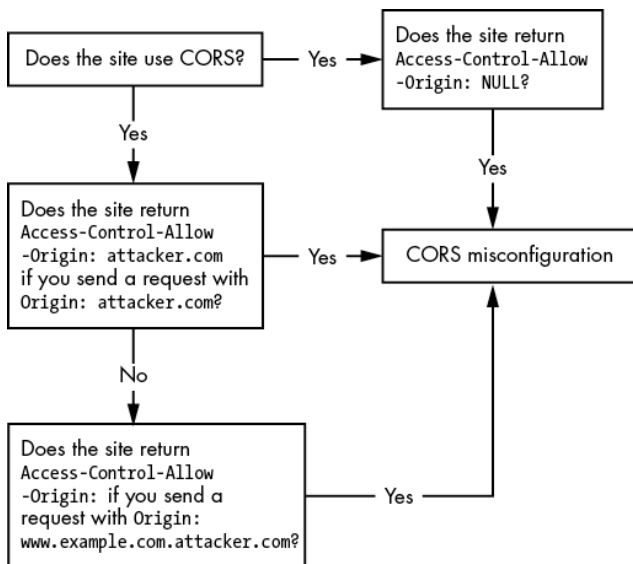 Does the site use CORS?
Yes
Does the site return
Access-Control-Allow
-Origin: NULL?
Yes
Yes
Does the site return
Access-Control-Allow
-Origin: attacker.com
if you send a request with
Origin: attacker.com?
Yes
CORS misconfiguration
No
Does the site return
Access-Control-Allow
-Origin: if you send a
request with Origin:
www.example.com.attacker.com?
Yes